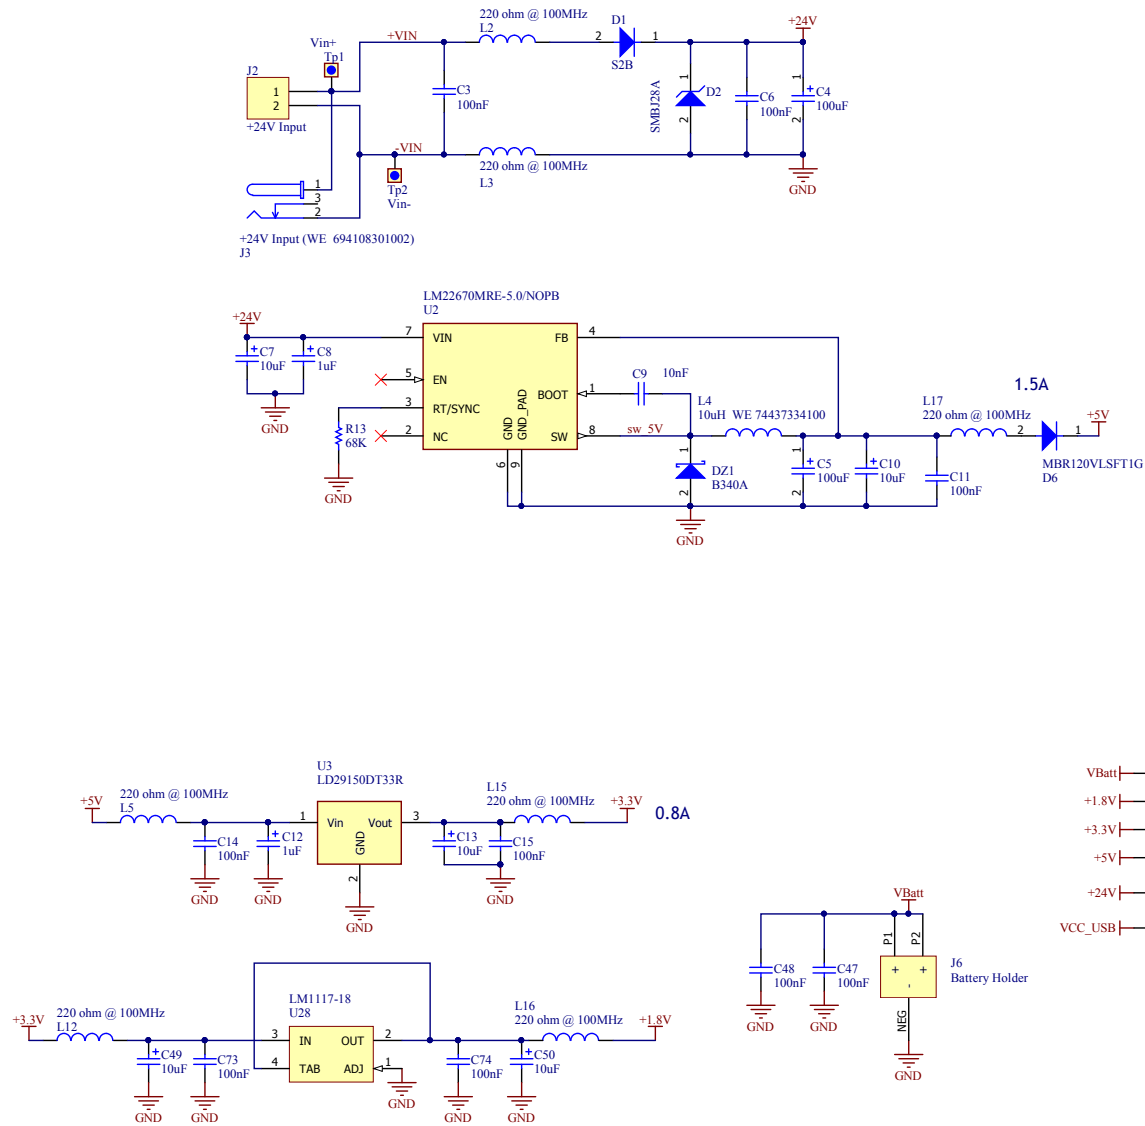 220 ohm @ 100MHz
L2
D1
2
1
S2B
+24V
+VIN
Vin+
Tp1
J2
1
2
+24V Input
C3
100nF
SMBJ28A
1
D2
2
C6
100nF
1
+
C4
100uF
2
-VIN
220 ohm @ 100MHz
L3
GND
Tp2
Vin-
1
3
2
+24V Input (WE 694108301002)
J3
LM22670MRE-5.0/NOPB
U2
+24V
7
VIN
FB
4
+
C7
10uF
+
C8
1uF
GND
5
EN
3
RT/SYNC
2
NC
BOOT
1
SW
8
GND
GND_PAD
6
9
R13
68K
GND
C9
10nF
sw_5V
L4
10uH WE 74437334100
1
DZ1
B340A
2
GND
1
+
C5
100uF
2
+
C10
10uF
C11
100nF
L17
220 ohm @ 100MHz
1.5A
2
1
+5V
MBR120VLSFT1G
D6
U3
LD29150DT33R
+5V
220 ohm @ 100MHz
L5
1
Vin
Vout
3
GND
2
GND
C14
100nF
GND
+
C12
1uF
GND
+
C13
10uF
C15
100nF
GND
L15
220 ohm @ 100MHz
+3.3V
0.8A
VBatt
+1.8V
+3.3V
+5V
+24V
VCC_USB
VBatt
P1
P2
+
+
-
NEG
J6
Battery Holder
C48
100nF
GND
C47
100nF
GND
GND
LM1117-18
U28
+3.3V
220 ohm @ 100MHz
L12
3
IN
OUT
2
4
TAB
ADJ
1
GND
+
C49
10uF
GND
C73
100nF
GND
C74
100nF
GND
+
C50
10uF
GND
L16
220 ohm @ 100MHz
+1.8V